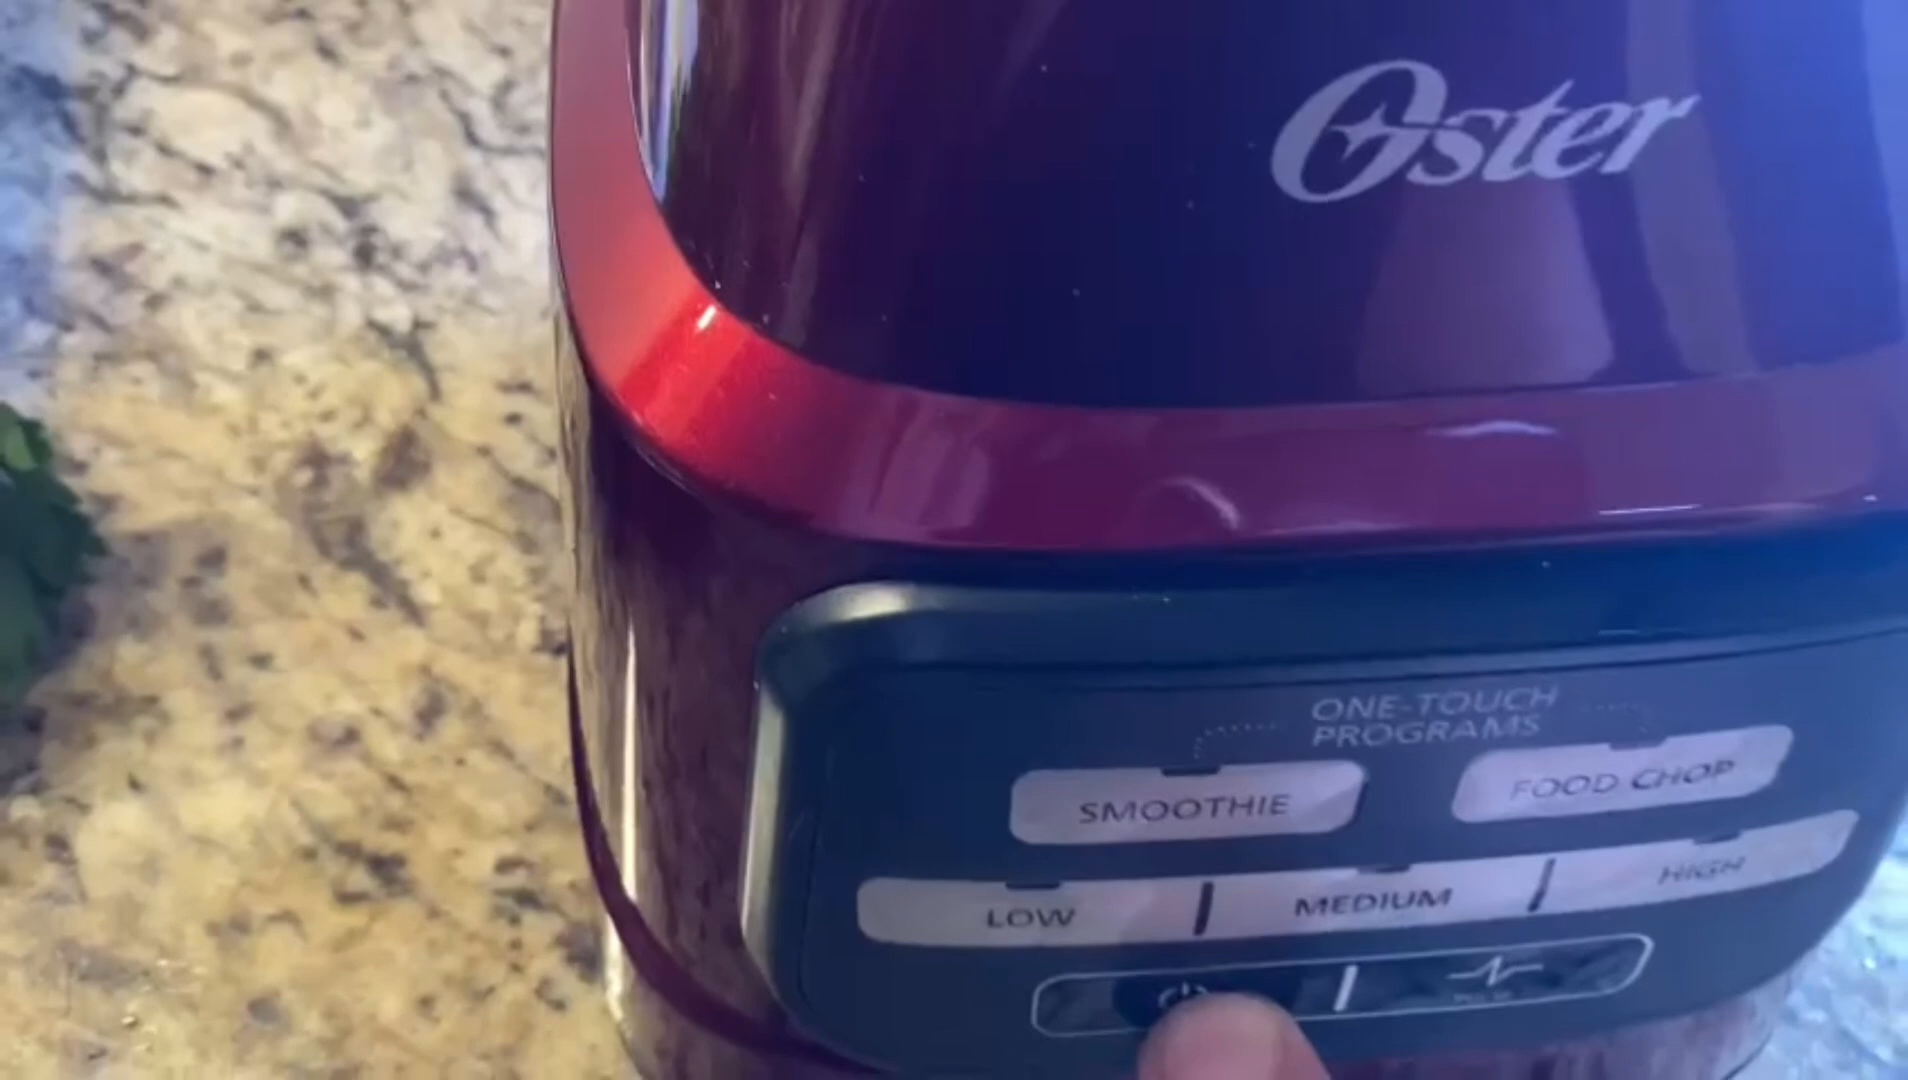 Oster
ONE-TOUCH
PROGRAMS
SMOOTHIE
FOOD CHOP
LOW
MEDIUM
HIGH